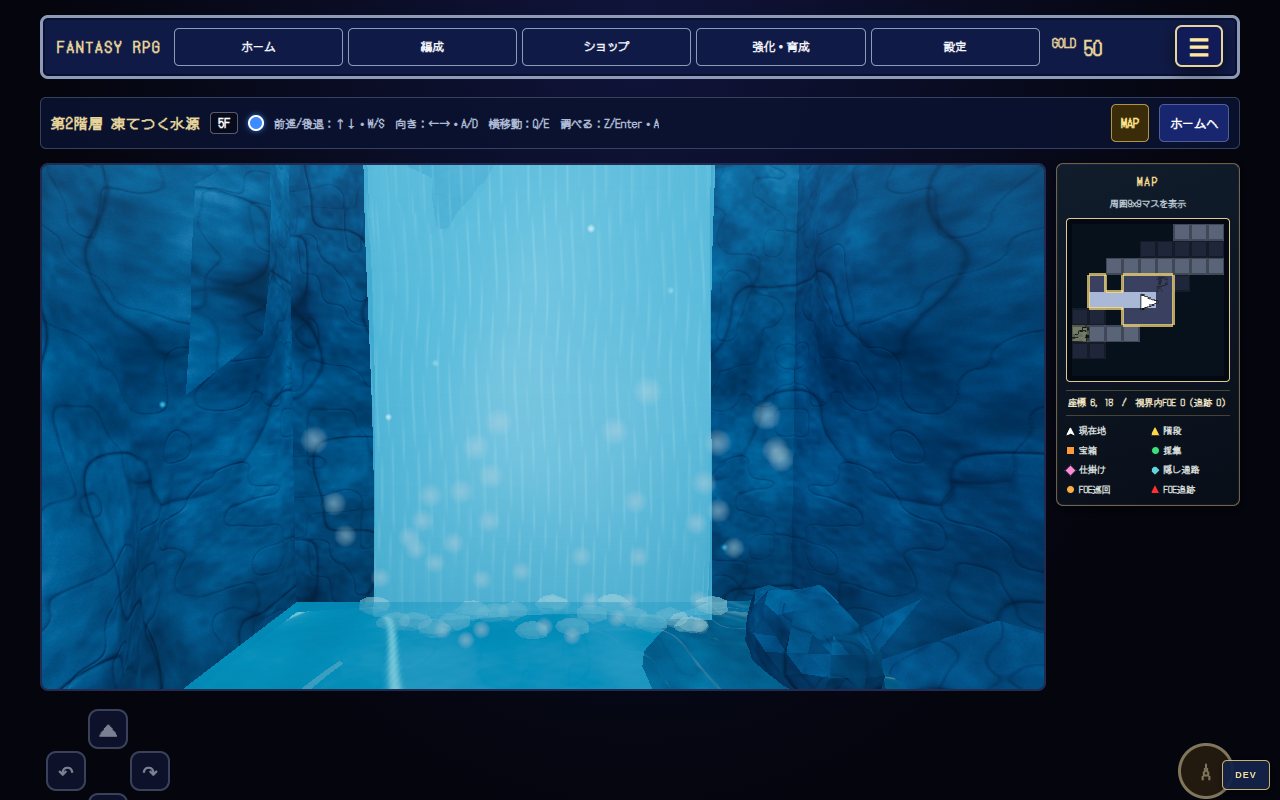 FANTASY RPG
ホーム
編成
ショップ
強化・育成
設定
GOLD 50
第2階層 凍てつく水源
5F
前進/後退：↑↓・W/S 向き：←→・A/D 横移動：Q/E 調べる：Z/Enter・A
MAP
ホームへ
MAP
周囲9x9マスを表示
座標 6, 18 / 視界内FOE 0（追跡 0）
現在地
階段
宝箱
採集
仕掛け
隠し通路
FOE巡回
FOE追跡
A
DEV